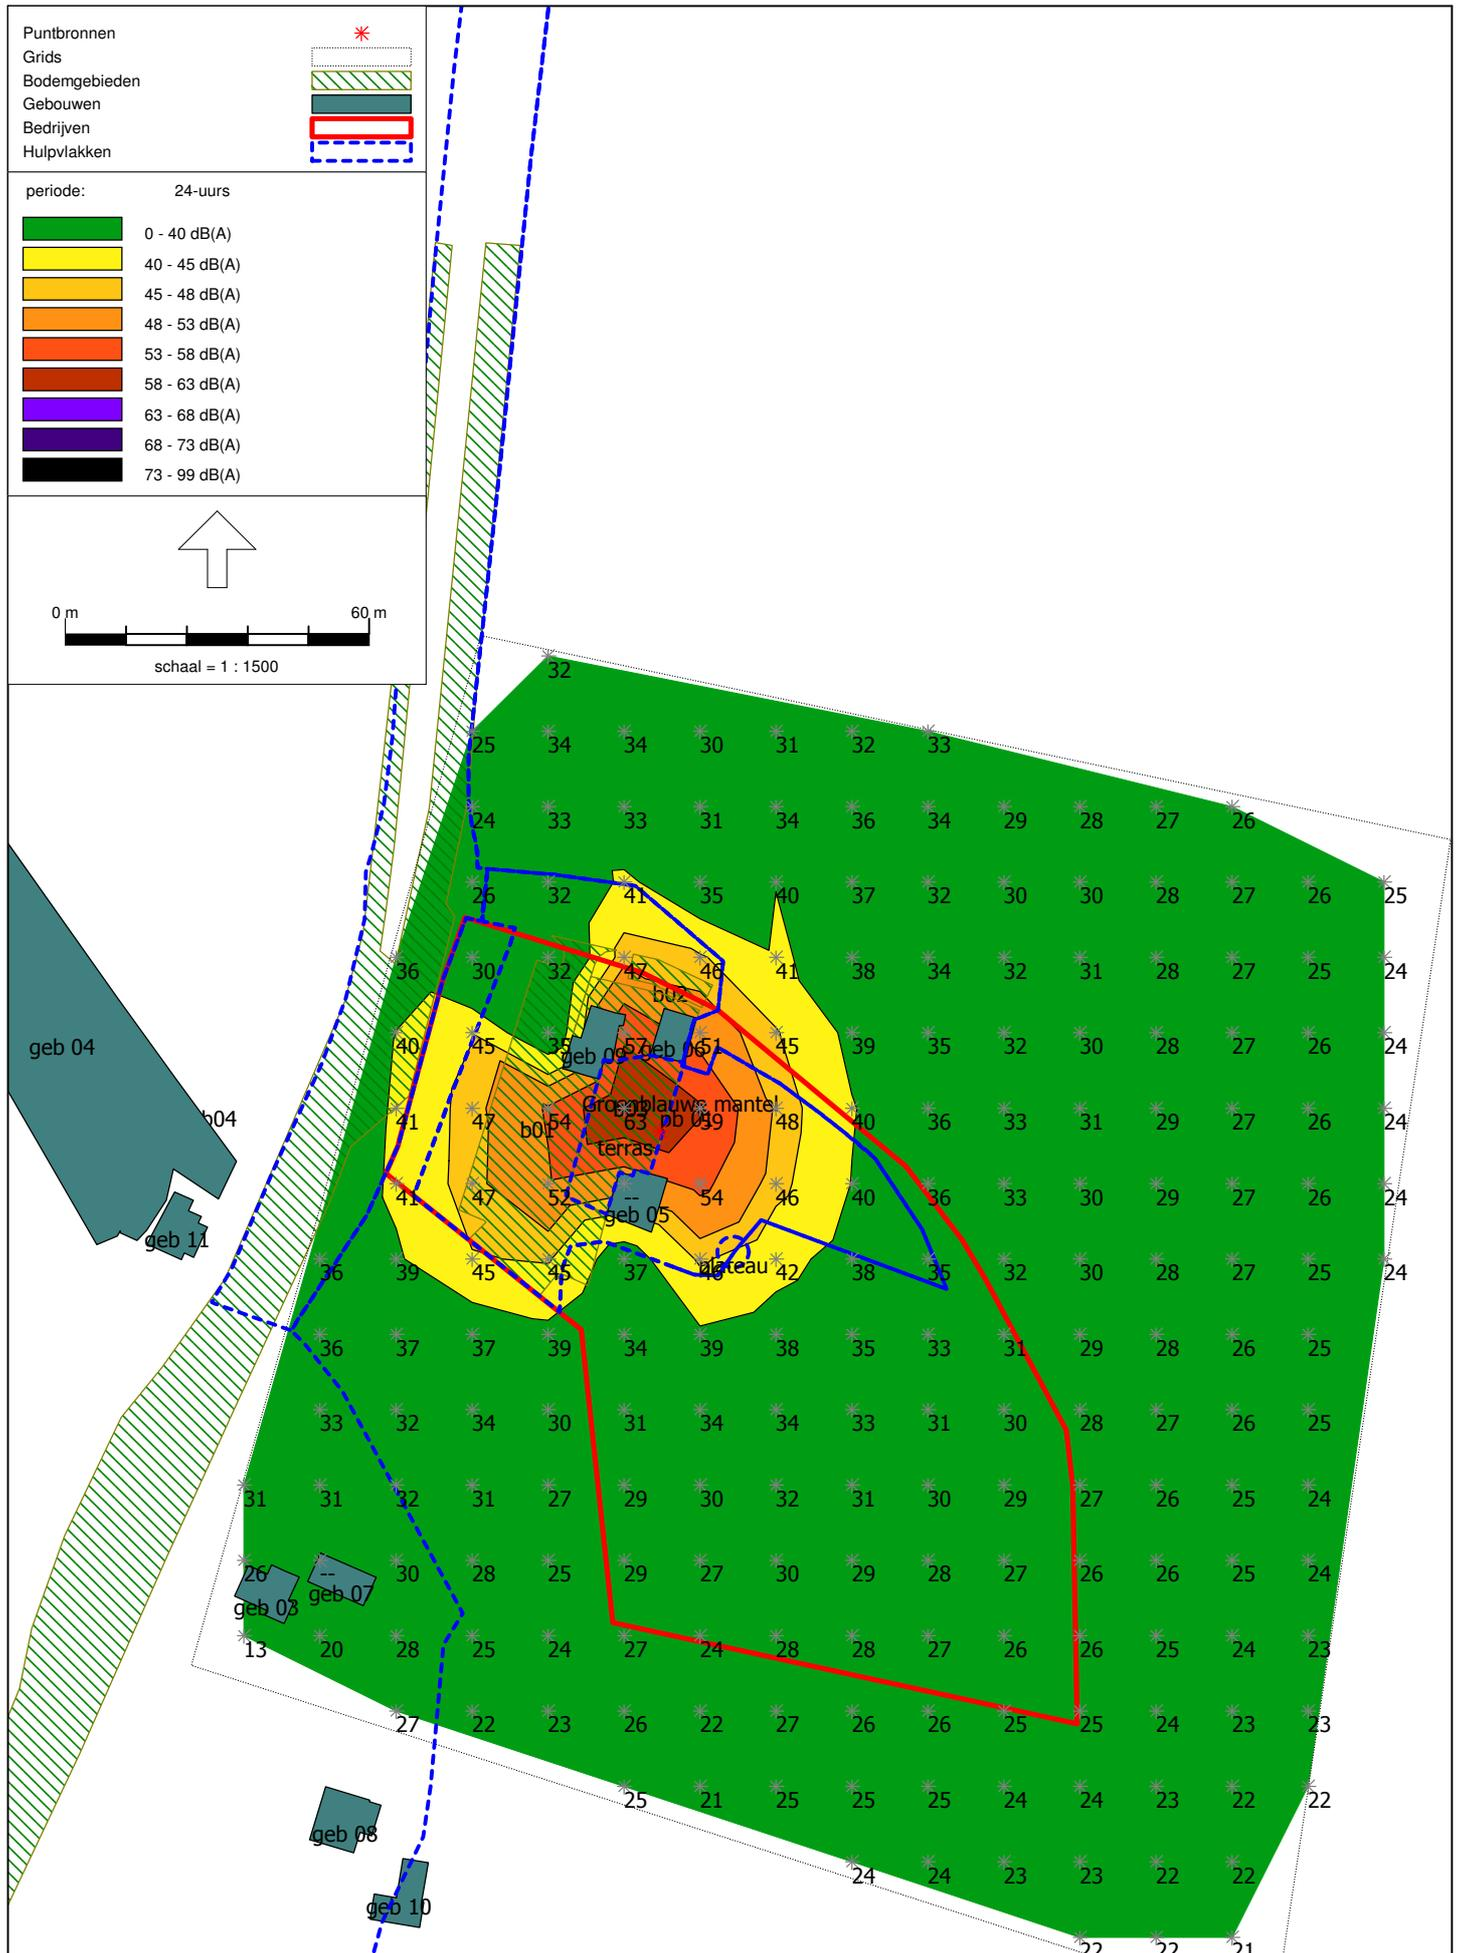 Puntbronnen
Grids
Bodemgebieden
Gebouwen
Bedrijven
Hulpvlakken
periode: 24-uurs
0 - 40 dB(A)
40 - 45 dB(A)
45 - 48 dB(A)
48 - 53 dB(A)
53 - 58 dB(A)
58 - 63 dB(A)
63 - 68 dB(A)
68 - 73 dB(A)
73 - 99 dB(A)
0 m 60 m
schaal = 1 : 1500
32
25 34 34 30 31 32 33
24 33 33 31 34 36 34 29 28 27 26
26 32 41 35 40 37 32 30 30 28 27 26 25
36 30 32 47 46 41 38 34 32 31 28 27 25 24
b02
geb 04
40 45 35 57 51 45 39 35 32 30 28 27 26 24
geb 09 geb 06
Groenblauwe mantel
b04
41 47 54 63 59 48 40 36 33 31 29 27 26 24
b01
terras
41 47 52 -- 54 46 40 36 33 30 29 27 26 24
geb 05
geb 11
plateau
36 39 45 45 37 42 38 35 32 30 28 27 25 24
36 37 37 39 34 39 38 35 33 31 29 28 26 25
33 32 34 30 31 34 34 33 31 30 28 27 26 25
31 31 32 31 27 29 30 32 31 30 29 27 26 25 24
26 -- 30 28 25 29 27 30 29 28 27 26 26 25 24
geb 03 geb 07
13 20 28 25 24 27 24 28 28 27 26 26 25 24 23
27 22 23 26 22 27 26 26 25 25 24 23 23
25 21 25 25 25 24 24 23 22 22
geb 08
24 24 23 23 22 22
geb 10
22 22 21